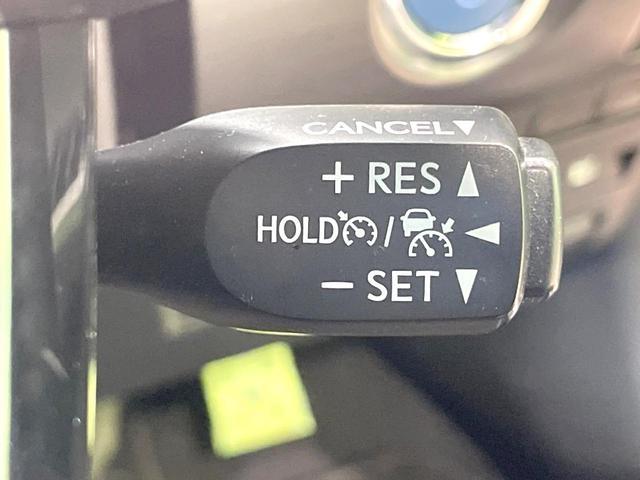 CANCEL▼
+ RES ▲
HOLD / ◀
− SET ▼